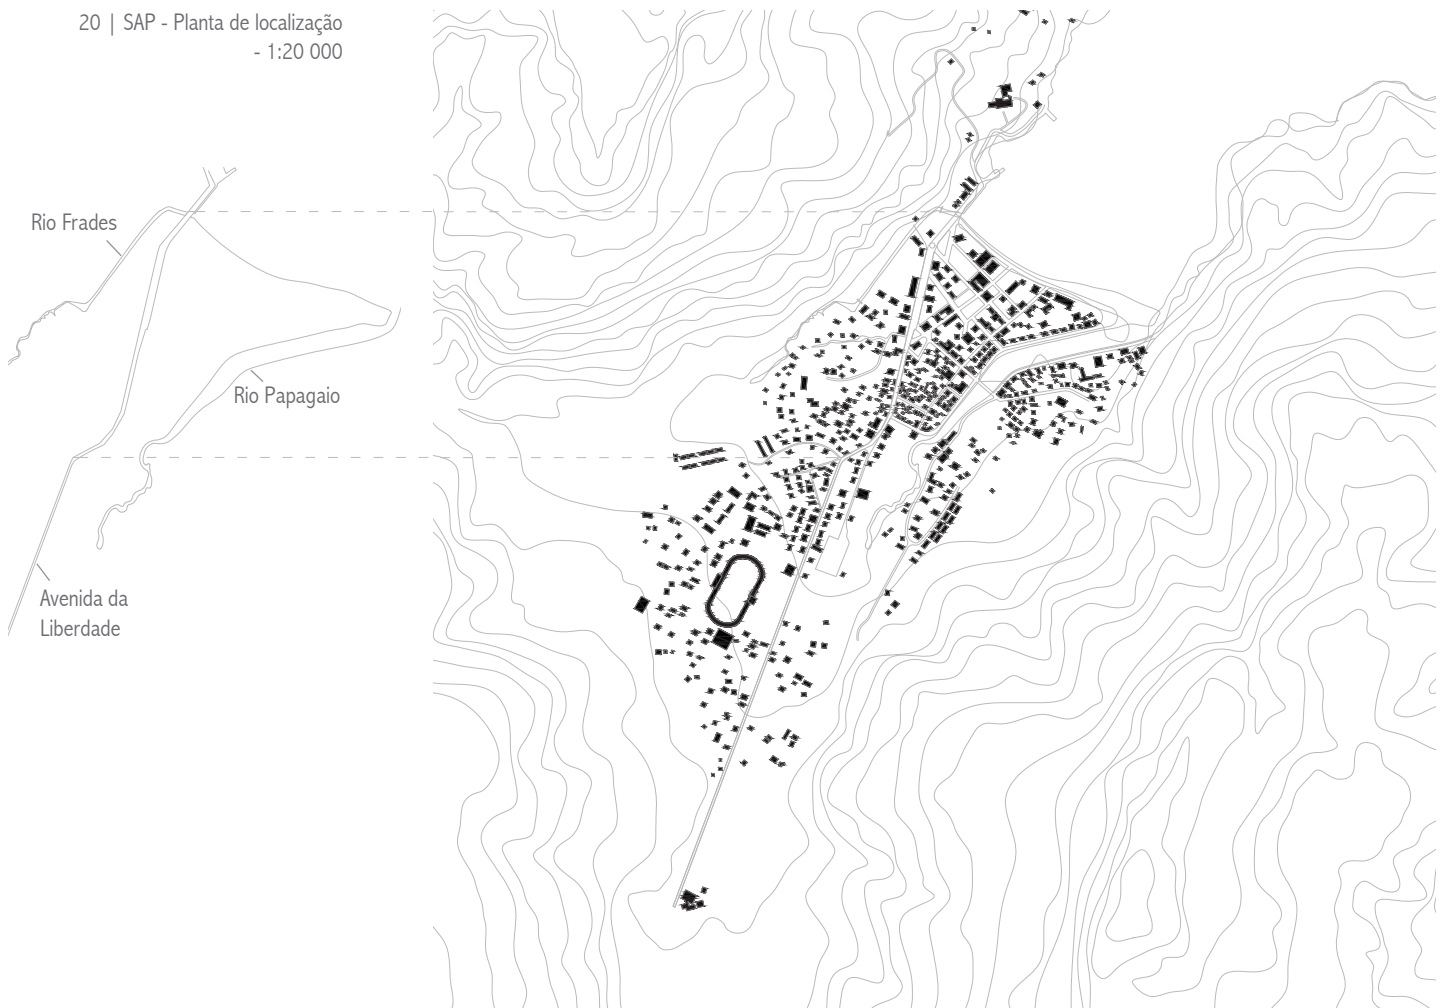 20 | SAP - Planta de localização
- 1:20 000
Rio Frades
Rio Papagaio
Avenida da
Liberdade